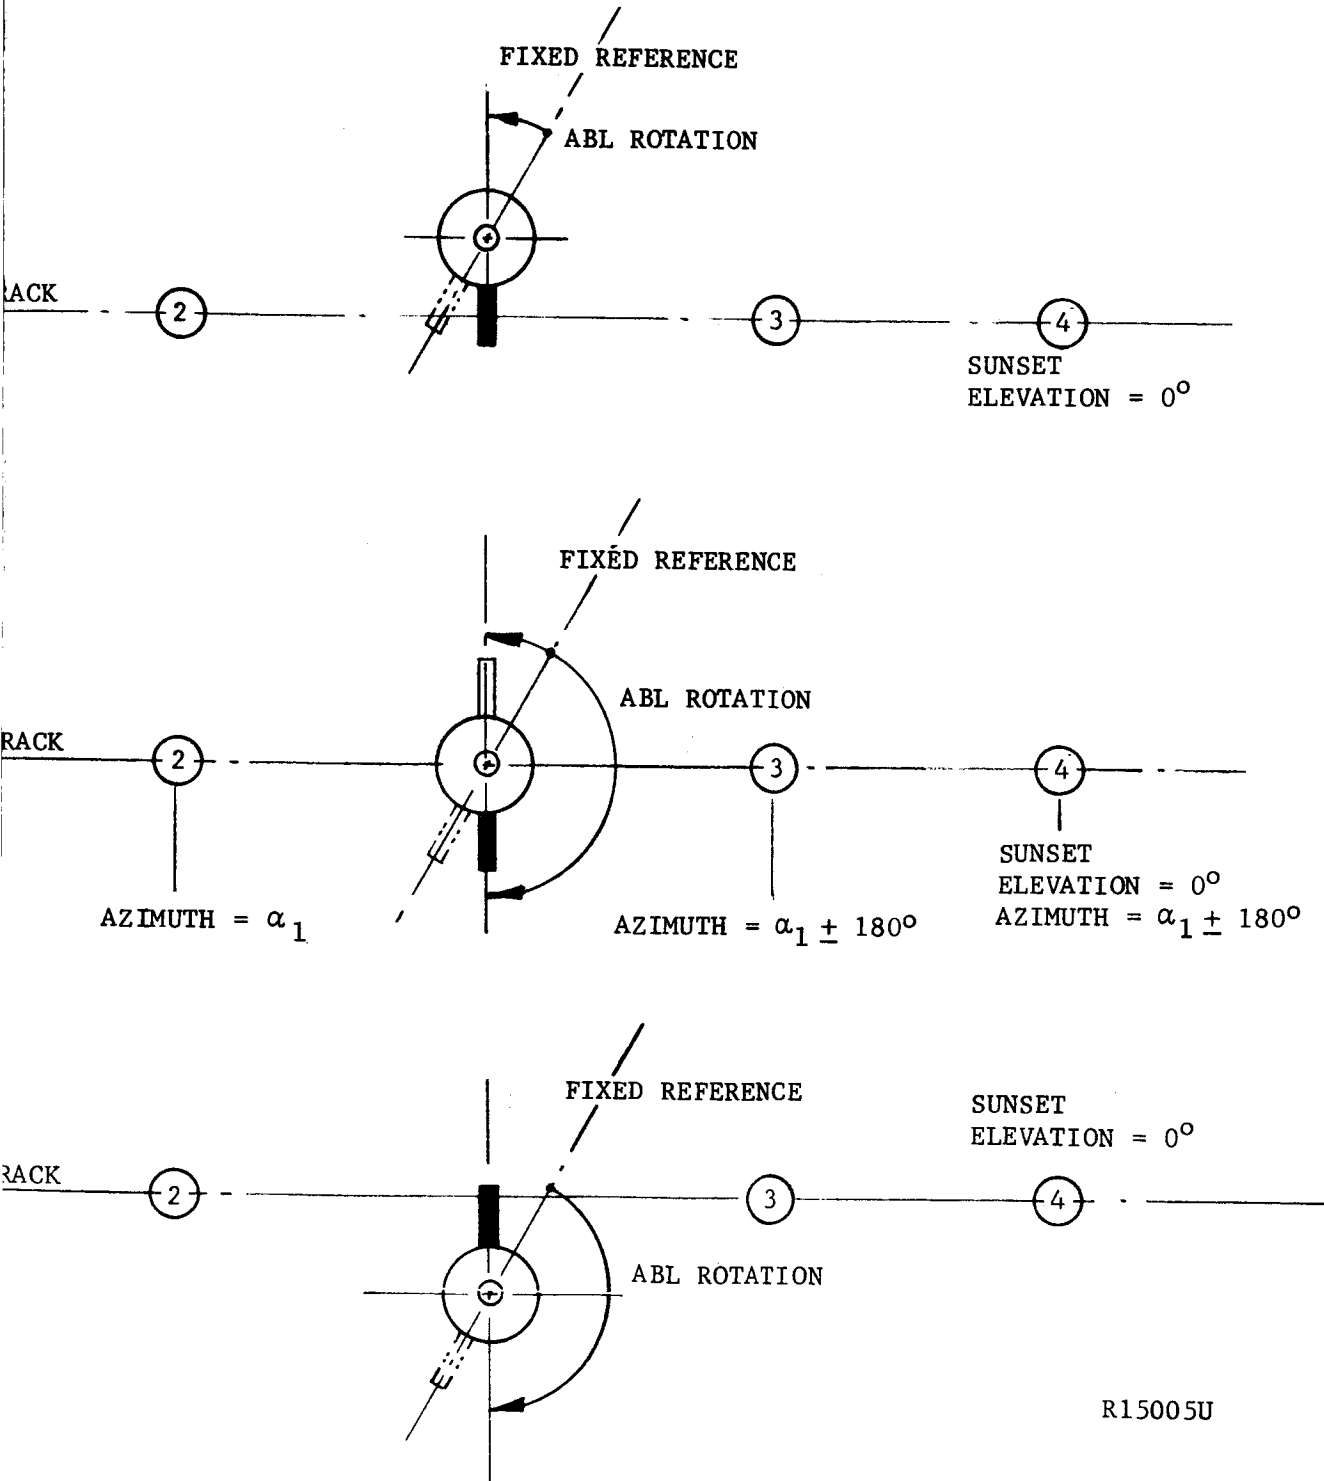 FIXED REFERENCE
ABL ROTATION
RACK
2
3
4
SUNSET
ELEVATION = 0°
FIXED REFERENCE
ABL ROTATION
RACK
2
3
4
SUNSET
ELEVATION = 0°
AZIMUTH = α1 ± 180°
AZIMUTH = α1
AZIMUTH = α1 ± 180°
FIXED REFERENCE
SUNSET
ELEVATION = 0°
RACK
2
3
4
ABL ROTATION
R15005U